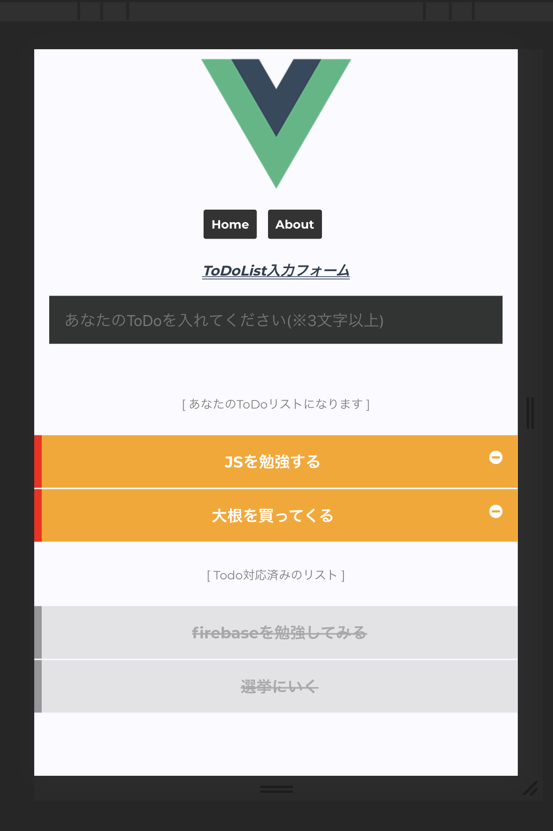 Home
About
ToDoList入力フォーム
あなたのToDoを入れてください(※3文字以上)
[ あなたのToDoリストになります ]
JSを勉強する
大根を買ってくる
[ Todo対応済みのリスト ]
firebaseを勉強してみる
選挙にいく